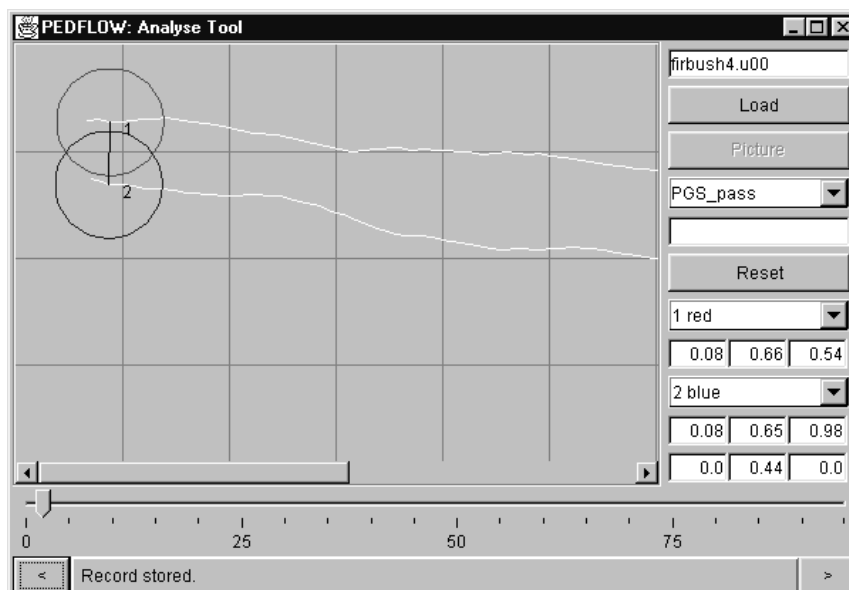 PEDFLOW: Analyse Tool
firbush4.u00
Load
Picture
PGS_pass
Reset
1 red
0.08 0.66 0.54
2 blue
0.08 0.65 0.98
0.0 0.44 0.0
1
2
0 25 50 75
< Record stored. >